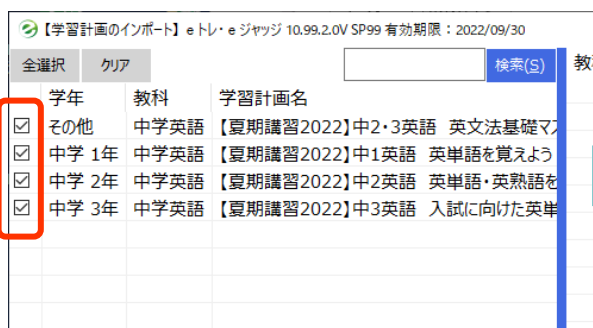 【学習計画のインポート】eトレ・eジャッジ 10.99.2.0V SP99 有効期限：2022/09/30
全選択 クリア 検索(S) 教
学年 教科 学習計画名
その他 中学英語 【夏期講習2022】中2・3英語 英文法基礎マス
中学 1年 中学英語 【夏期講習2022】中1英語 英単語を覚えよう
中学 2年 中学英語 【夏期講習2022】中2英語 英単語・英熟語を
中学 3年 中学英語 【夏期講習2022】中3英語 入試に向けた英単